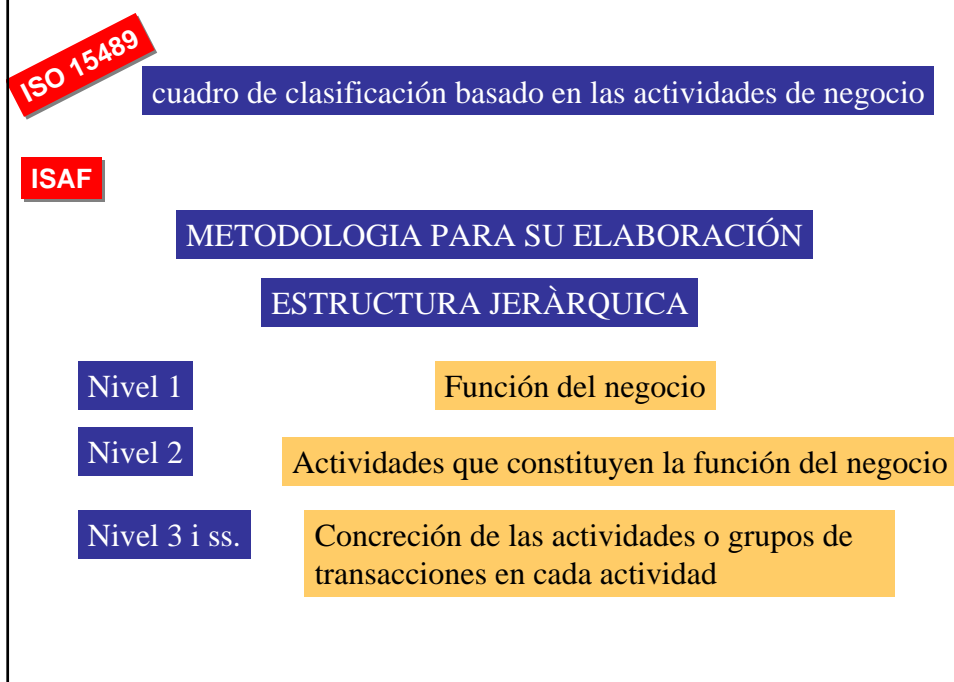 ISO 15489
cuadro de clasificación basado en las actividades de negocio
ISAF
METODOLOGIA PARA SU ELABORACIÓN
ESTRUCTURA JERÀRQUICA
Nivel 1
Función del negocio
Nivel 2
Actividades que constituyen la función del negocio
Nivel 3 i ss.
Concreción de las actividades o grupos de
transacciones en cada actividad